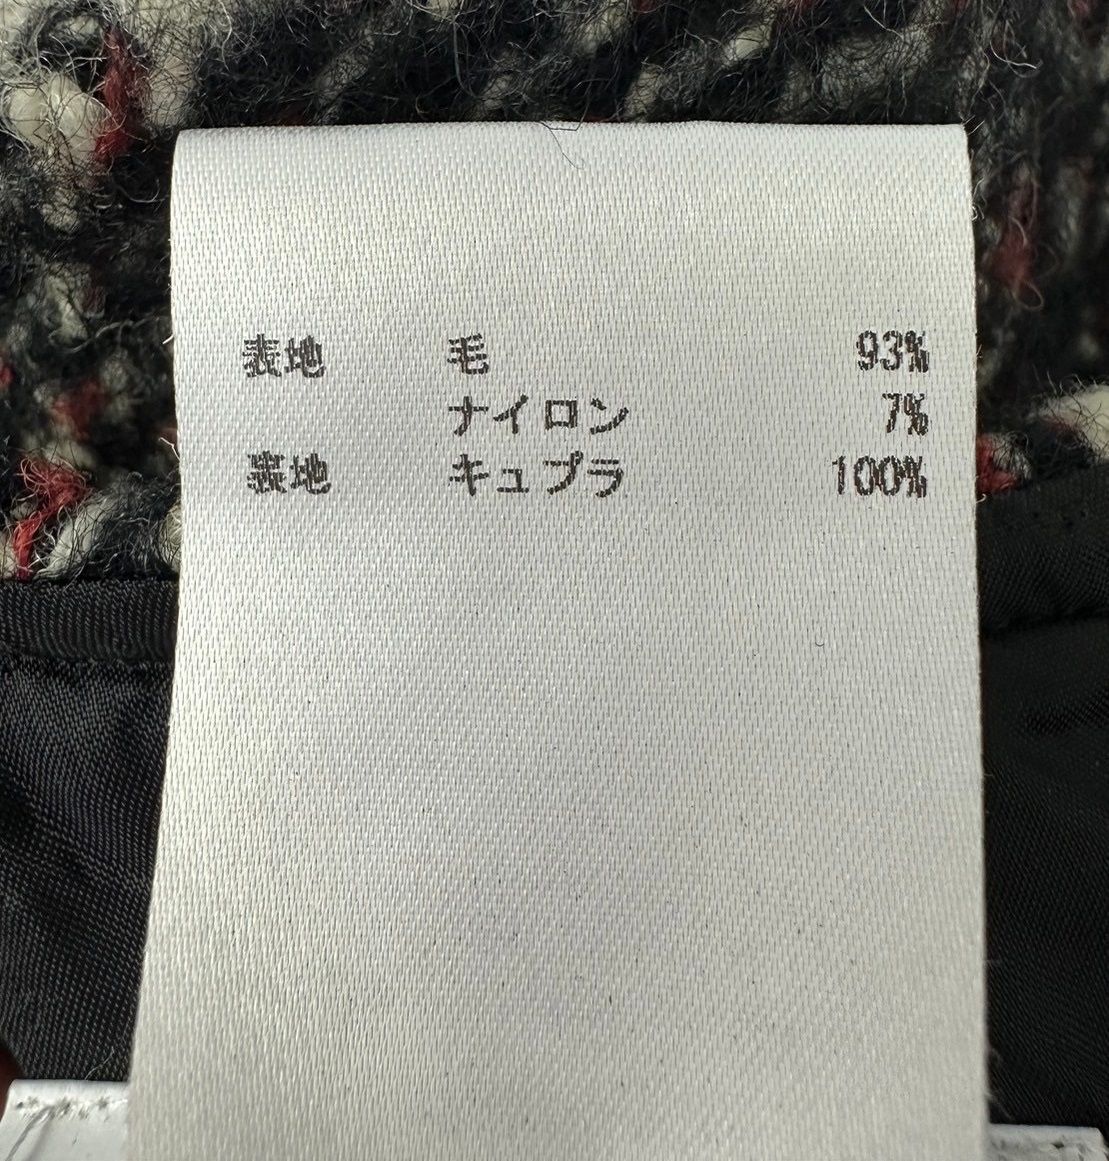 表地 毛 93%
ナイロン 7%
裏地 キュプラ 100%